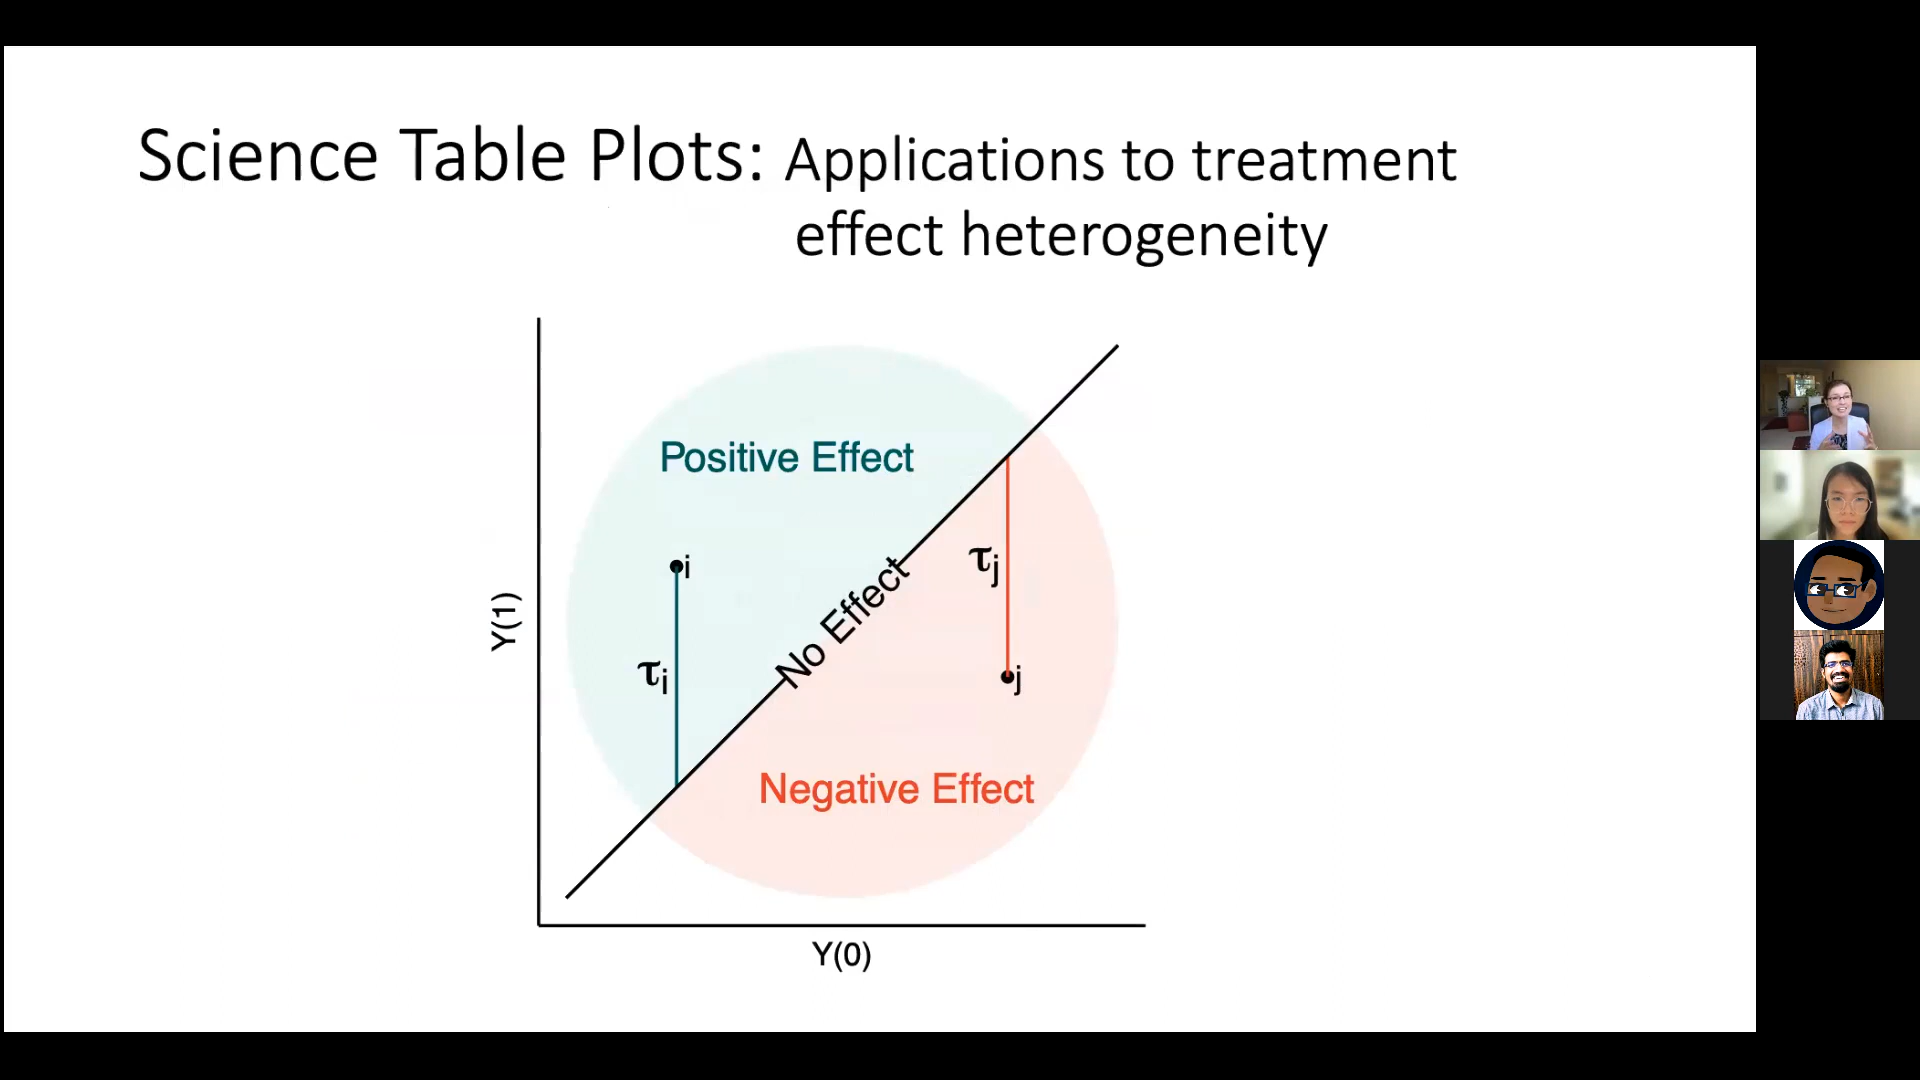 Science Table Plots: Applications to treatment
effect heterogeneity
Positive Effect
i
τj
No Effect
Y(1)
τi
j
Negative Effect
Y(0)